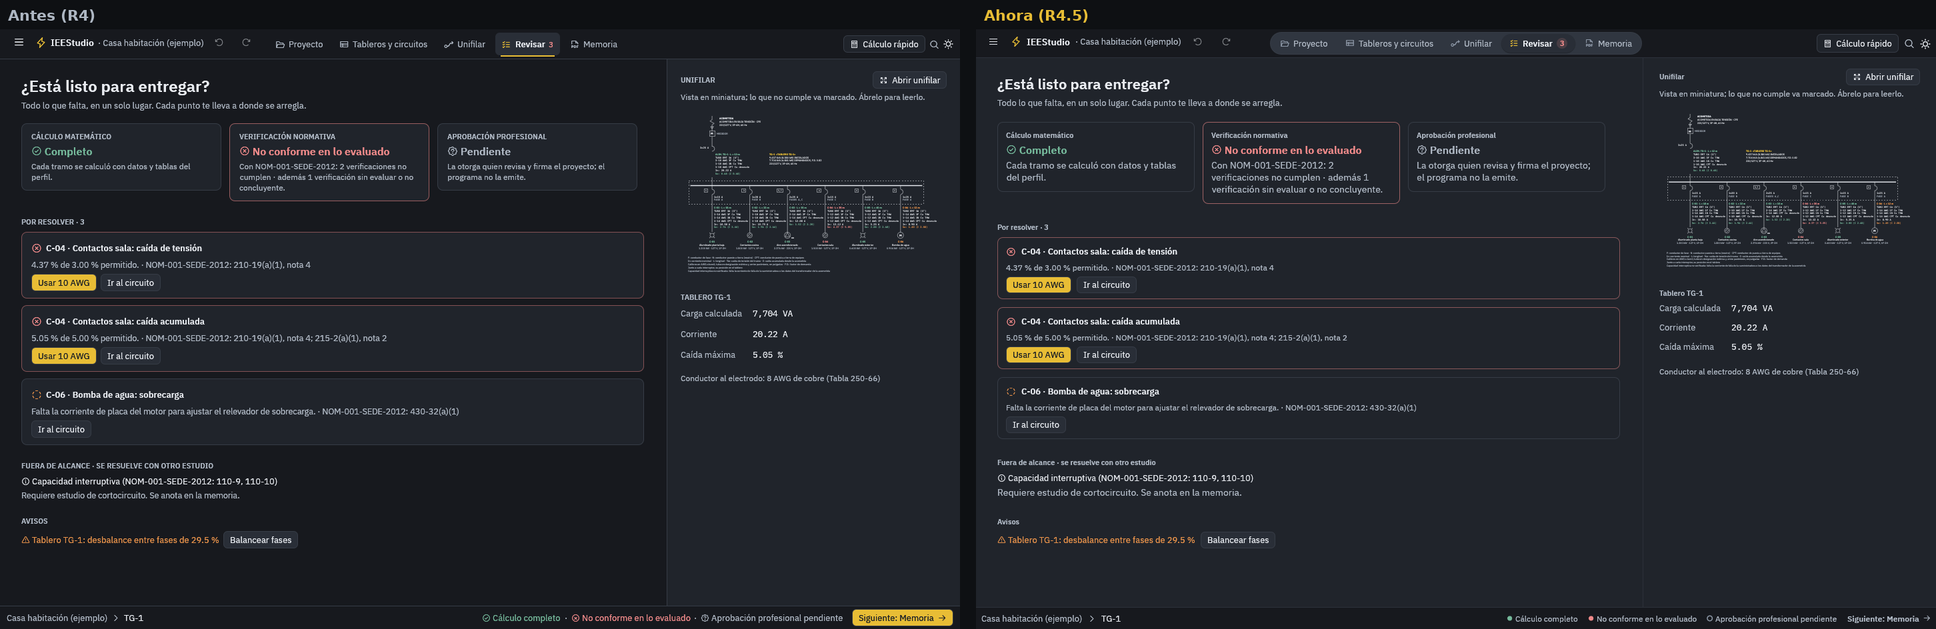 Antes (R4)
IEEStudio · Casa habitación (ejemplo)
Proyecto
Tableros y circuitos
Unifilar
Revisar 3
Memoria
Cálculo rápido
¿Está listo para entregar?
Todo lo que falta, en un solo lugar. Cada punto te lleva a donde se arregla.
CÁLCULO MATEMÁTICO
Completo
Cada tramo se calculó con datos y tablas del
perfil.
VERIFICACIÓN NORMATIVA
No conforme en lo evaluado
Con NOM-001-SEDE-2012: 2 verificaciones no
cumplen · además 1 verificación sin evaluar o no
concluyente.
APROBACIÓN PROFESIONAL
Pendiente
La otorga quien revisa y firma el proyecto; el
programa no la emite.
POR RESOLVER · 3
C-04 · Contactos sala: caída de tensión
4.37 % de 3.00 % permitido. · NOM-001-SEDE-2012: 210-19(a)(1), nota 4
Usar 10 AWG
Ir al circuito
C-04 · Contactos sala: caída acumulada
5.05 % de 5.00 % permitido. · NOM-001-SEDE-2012: 210-19(a)(1), nota 4; 215-2(a)(1), nota 2
Usar 10 AWG
Ir al circuito
C-06 · Bomba de agua: sobrecarga
Falta la corriente de placa del motor para ajustar el relevador de sobrecarga. · NOM-001-SEDE-2012: 430-32(a)(1)
Ir al circuito
FUERA DE ALCANCE · SE RESUELVE CON OTRO ESTUDIO
Capacidad interruptiva (NOM-001-SEDE-2012: 110-9, 110-10)
Requiere estudio de cortocircuito. Se anota en la memoria.
AVISOS
Tablero TG-1: desbalance entre fases de 29.5 %
Balancear fases
UNIFILAR
Abrir unifilar
Vista en miniatura; lo que no cumple va marcado. Ábrelo para leerlo.
TABLERO TG-1
Carga calculada 7,704 VA
Corriente 20.22 A
Caída máxima 5.05 %
Conductor al electrodo: 8 AWG de cobre (Tabla 250-66)
Casa habitación (ejemplo) > TG-1
Cálculo completo · No conforme en lo evaluado · Aprobación profesional pendiente
Siguiente: Memoria →
Ahora (R4.5)
IEEStudio · Casa habitación (ejemplo)
Proyecto
Tableros y circuitos
Unifilar
Revisar 3
Memoria
Cálculo rápido
¿Está listo para entregar?
Todo lo que falta, en un solo lugar. Cada punto te lleva a donde se arregla.
Cálculo matemático
Completo
Cada tramo se calculó con datos y tablas
del perfil.
Verificación normativa
No conforme en lo evaluado
Con NOM-001-SEDE-2012: 2
verificaciones no cumplen · además 1
verificación sin evaluar o no concluyente.
Aprobación profesional
Pendiente
La otorga quien revisa y firma el proyecto;
el programa no la emite.
Por resolver · 3
C-04 · Contactos sala: caída de tensión
4.37 % de 3.00 % permitido. · NOM-001-SEDE-2012: 210-19(a)(1), nota 4
Usar 10 AWG
Ir al circuito
C-04 · Contactos sala: caída acumulada
5.05 % de 5.00 % permitido. · NOM-001-SEDE-2012: 210-19(a)(1), nota 4; 215-2(a)(1), nota 2
Usar 10 AWG
Ir al circuito
C-06 · Bomba de agua: sobrecarga
Falta la corriente de placa del motor para ajustar el relevador de sobrecarga. · NOM-001-SEDE-2012: 430-32(a)(1)
Ir al circuito
Fuera de alcance · se resuelve con otro estudio
Capacidad interruptiva (NOM-001-SEDE-2012: 110-9, 110-10)
Requiere estudio de cortocircuito. Se anota en la memoria.
Avisos
Tablero TG-1: desbalance entre fases de 29.5 %
Balancear fases
Unifilar
Abrir unifilar
Vista en miniatura; lo que no cumple va marcado. Ábrelo para leerlo.
Tablero TG-1
Carga calculada 7,704 VA
Corriente 20.22 A
Caída máxima 5.05 %
Conductor al electrodo: 8 AWG de cobre (Tabla 250-66)
Casa habitación (ejemplo) > TG-1
Cálculo completo
No conforme en lo evaluado
Aprobación profesional pendiente
Siguiente: Memoria →